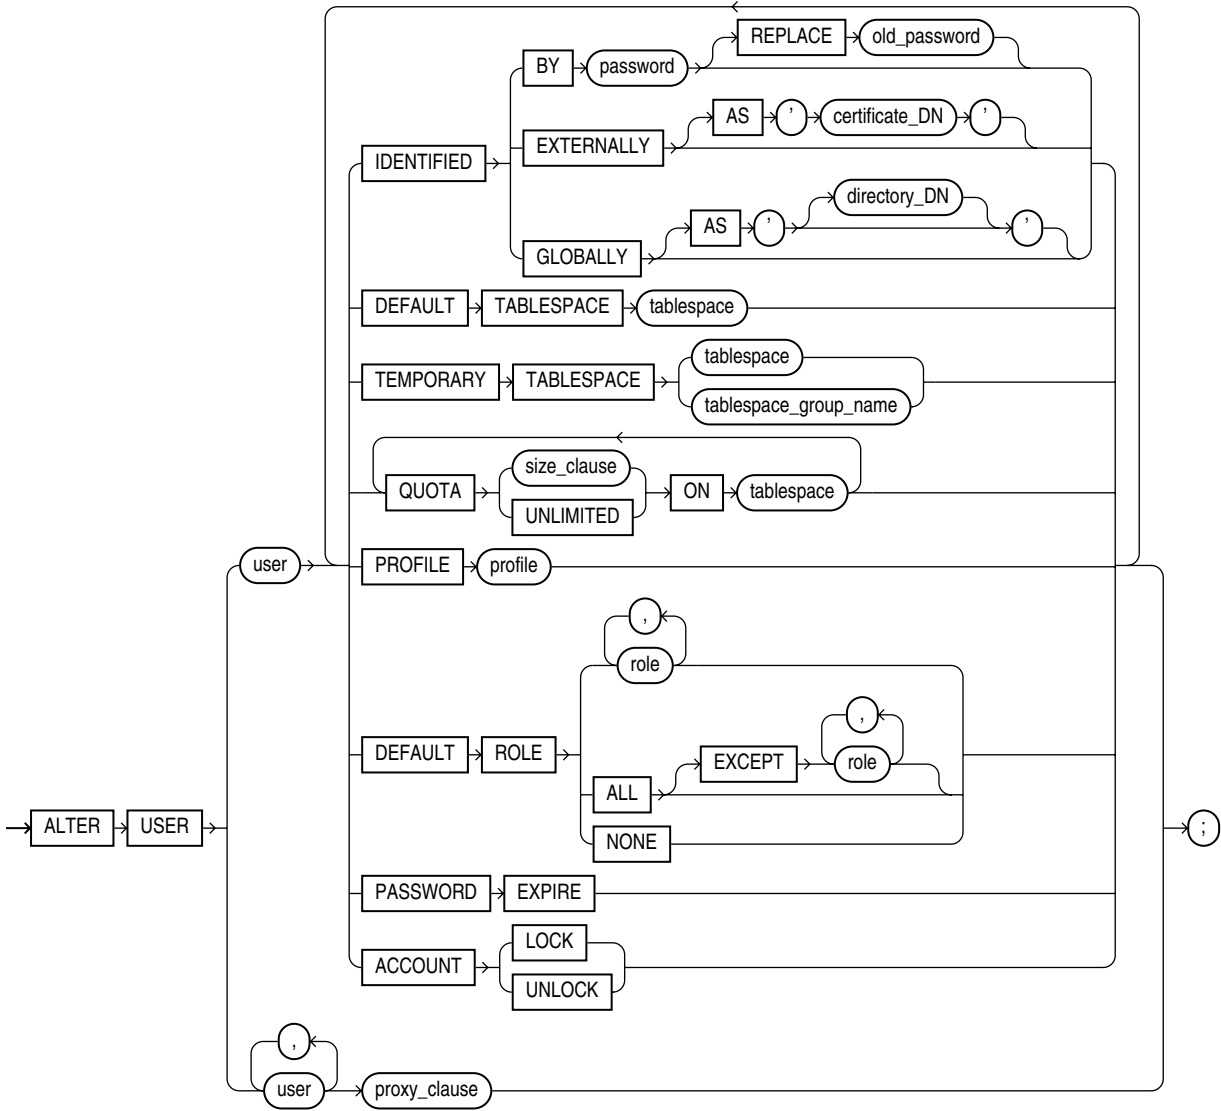 REPLACE old_password
BY password
AS ' certificate_DN '
EXTERNALLY
IDENTIFIED
directory_DN
AS ' '
GLOBALLY
DEFAULT TABLESPACE tablespace
tablespace
TEMPORARY TABLESPACE
tablespace_group_name
size_clause
QUOTA ON tablespace
UNLIMITED
user PROFILE profile
,
role
,
DEFAULT ROLE EXCEPT role
ALL
ALTER USER ;
NONE
PASSWORD EXPIRE
LOCK
ACCOUNT
UNLOCK
,
user proxy_clause